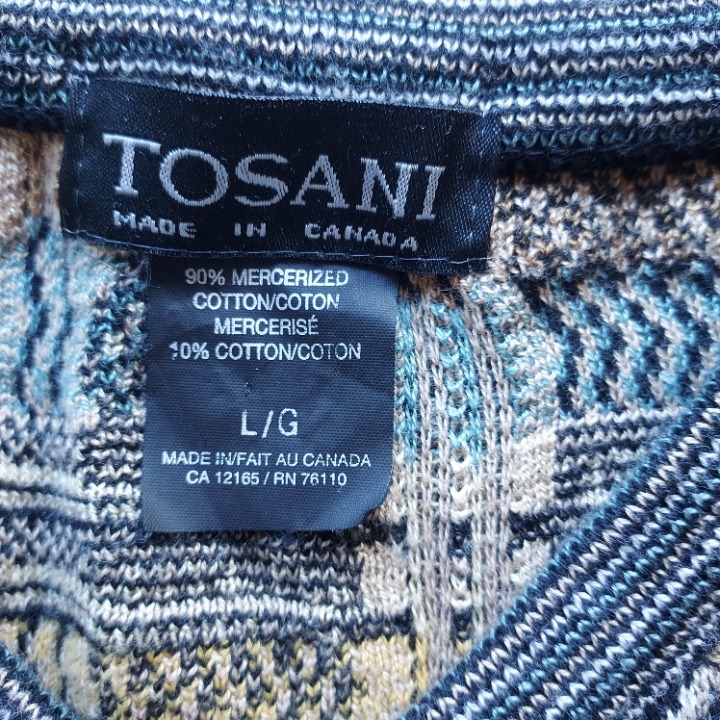 TOSANI
MADE IN CANADA
90% MERCERIZED
COTTON/COTON
MERCERISÉ
10% COTTON/COTON
L/G
MADE IN/FAIT AU CANADA
CA 12165 / RN 76110